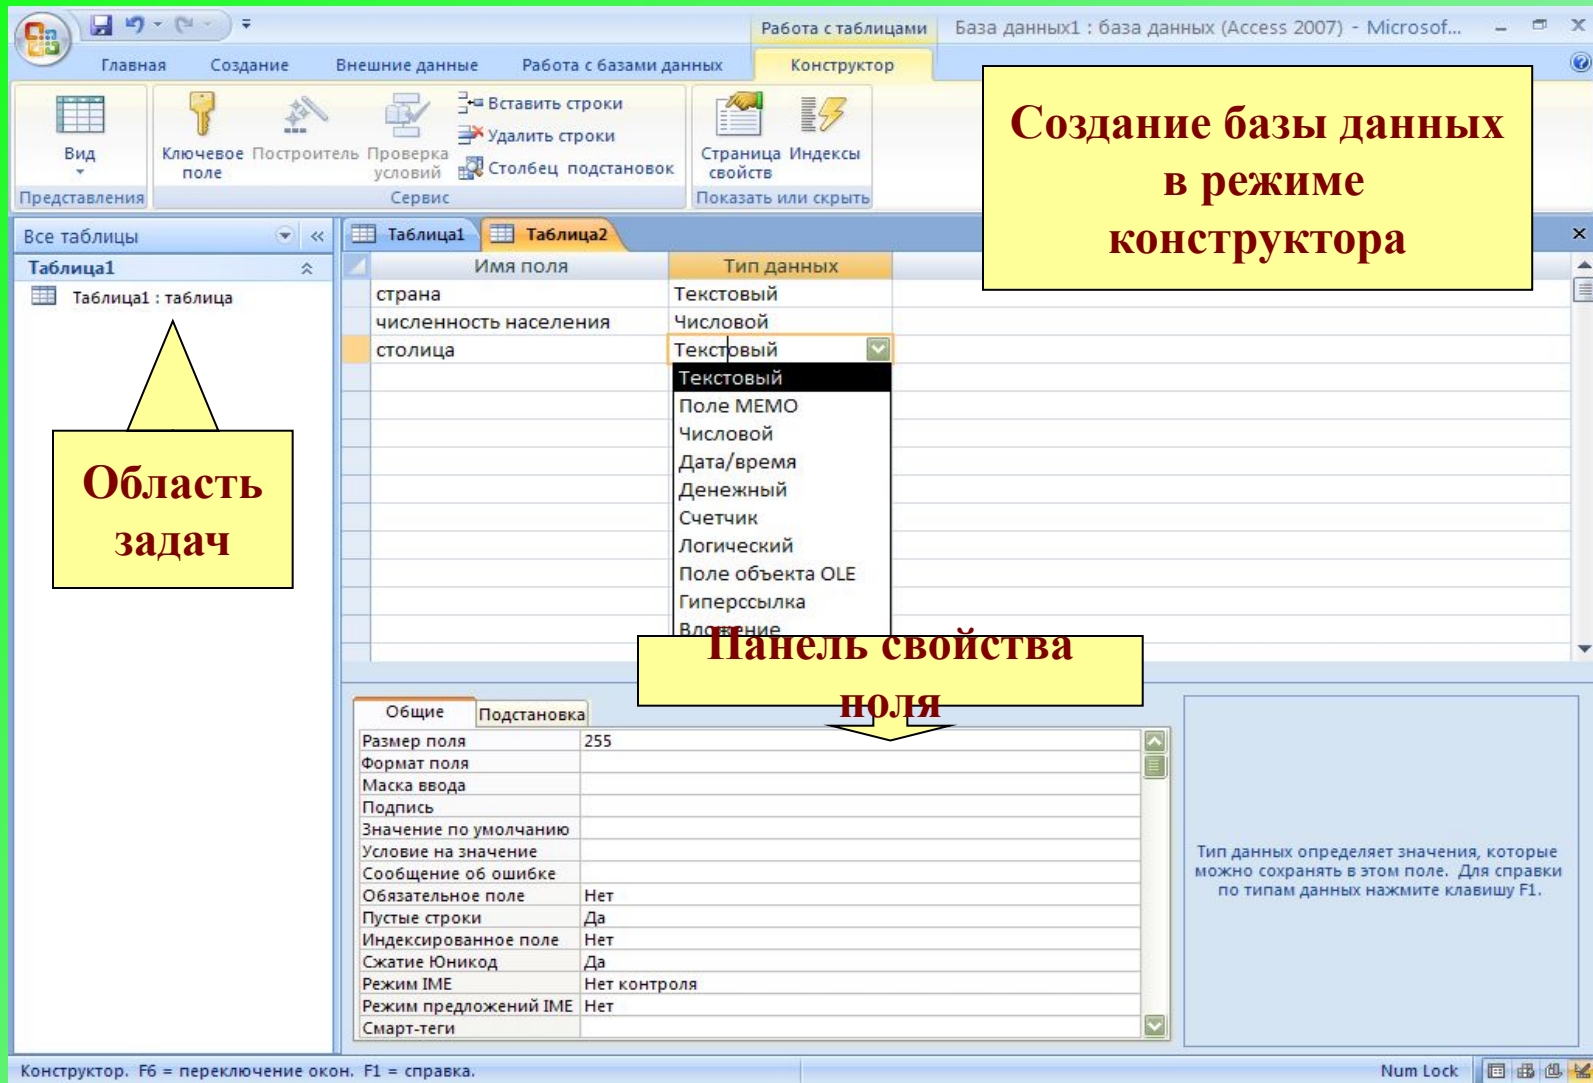 Работа с таблицами
База данных1 : база данных (Access 2007) - Microsof...
Главная Создание Внешние данные Работа с базами данных Конструктор
Вид
Представления
Ключевое поле
Построитель
Проверка условий
Вставить строки
Удалить строки
Столбец подстановок
Сервис
Страница свойств
Индексы
Показать или скрыть
Создание базы данных
в режиме
конструктора
Все таблицы
Таблица1
Таблица1 : таблица
Область
задач
Таблица1 Таблица2
Имя поля Тип данных
страна Текстовый
численность населения Числовой
столица Текстовый
Текстовый
Поле МЕМО
Числовой
Дата/время
Денежный
Счетчик
Логический
Поле объекта OLE
Гиперссылка
Вложение
Панель свойства
поля
Общие Подстановка
Размер поля 255
Формат поля
Маска ввода
Подпись
Значение по умолчанию
Условие на значение
Сообщение об ошибке
Обязательное поле Нет
Пустые строки Да
Индексированное поле Нет
Сжатие Юникод Да
Режим IME Нет контроля
Режим предложений IME Нет
Смарт-теги
Тип данных определяет значения, которые
можно сохранять в этом поле. Для справки
по типам данных нажмите клавишу F1.
Конструктор. F6 = переключение окон. F1 = справка.
Num Lock